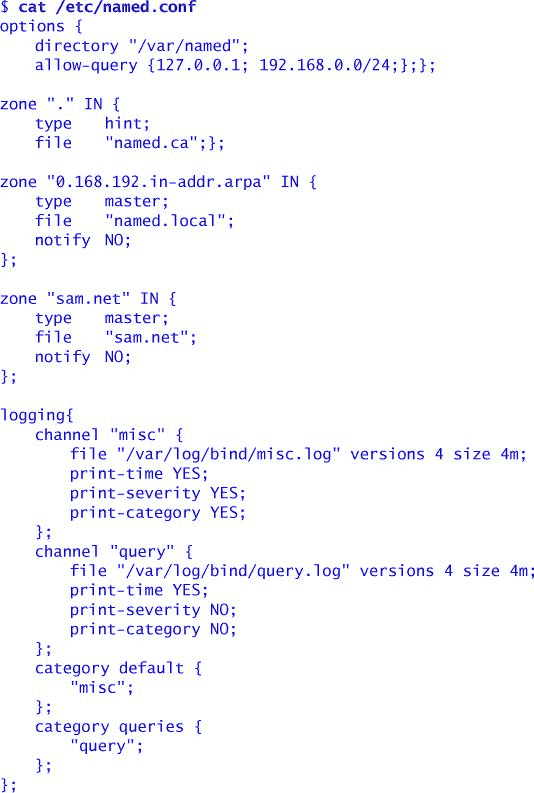 $ cat /etc/named.conf
options {
    directory "/var/named";
    allow-query {127.0.0.1; 192.168.0.0/24;};};

zone "." IN {
    type    hint;
    file    "named.ca";};

zone "0.168.192.in-addr.arpa" IN {
    type    master;
    file    "named.local";
    notify  NO;
};

zone "sam.net" IN {
    type    master;
    file    "sam.net";
    notify  NO;
};

logging{
    channel "misc" {
        file "/var/log/bind/misc.log" versions 4 size 4m;
        print-time YES;
        print-severity YES;
        print-category YES;
    };
    channel "query" {
        file "/var/log/bind/query.log" versions 4 size 4m;
        print-time YES;
        print-severity NO;
        print-category NO;
    };
    category default {
        "misc";
    };
    category queries {
        "query";
    };
};